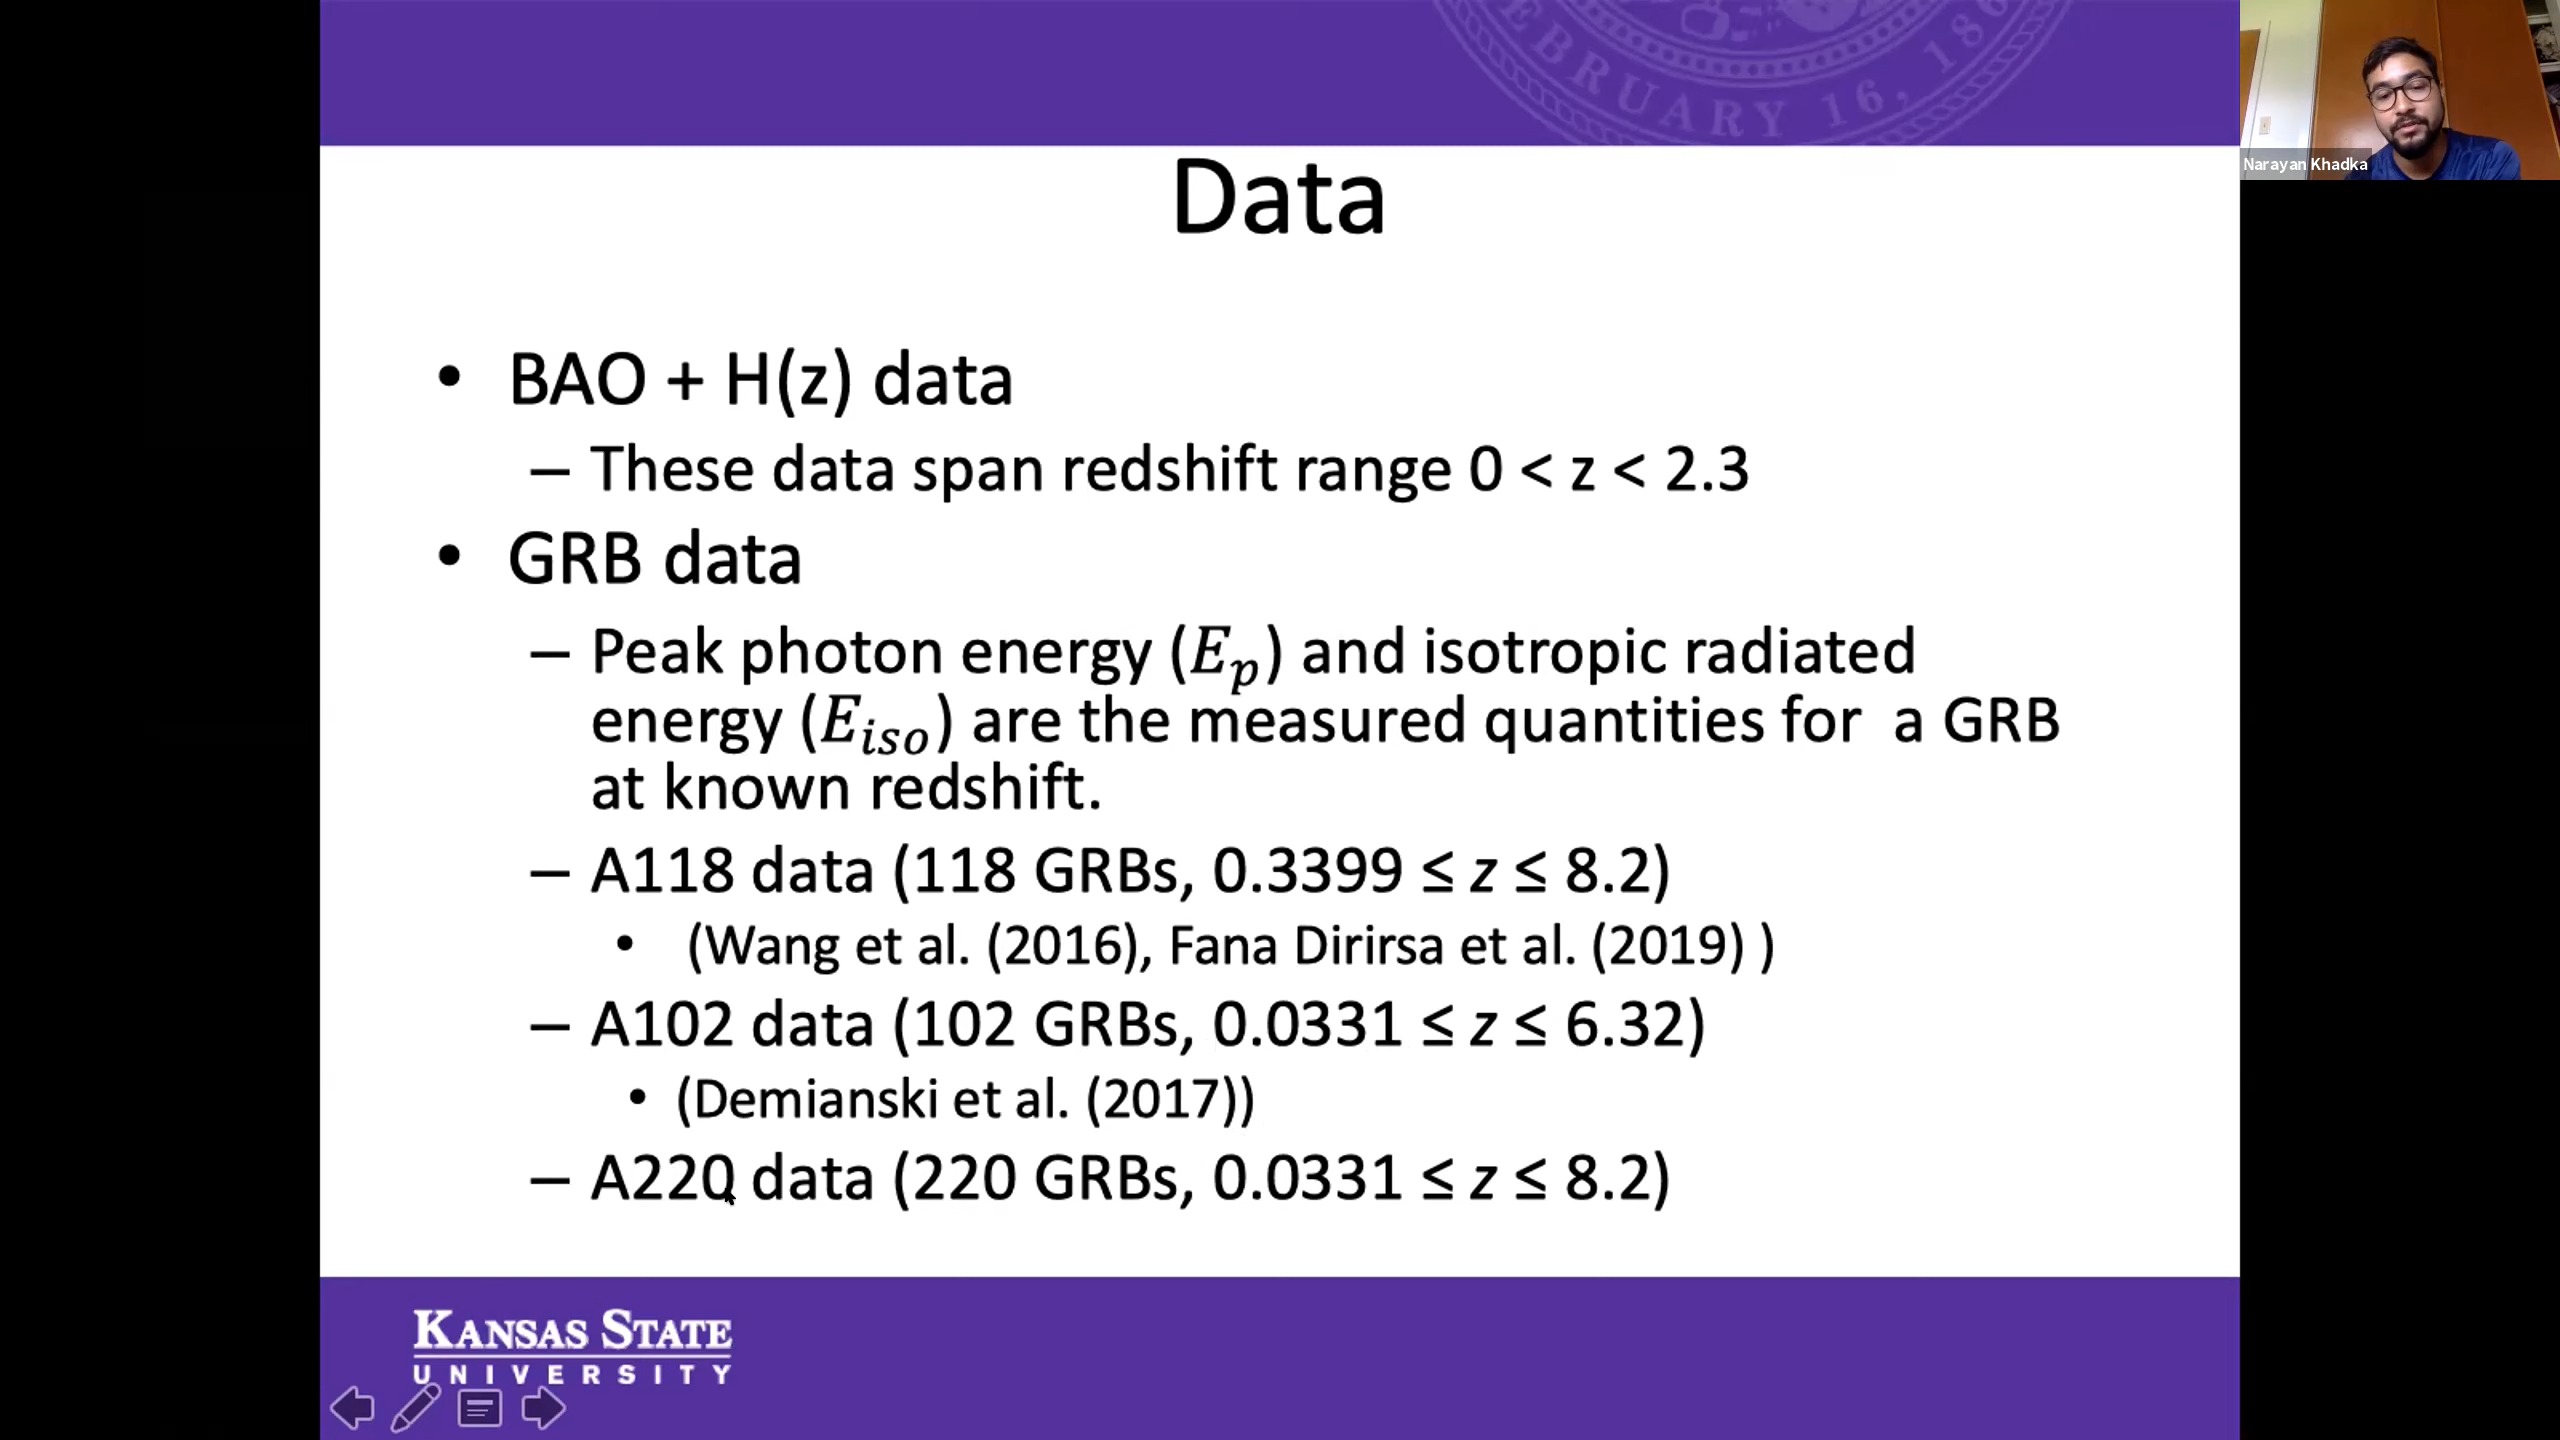 FEBRUARY 16, 186
Narayan Khadka
Data
• BAO + H(z) data
– These data span redshift range 0 < z < 2.3
• GRB data
– Peak photon energy (E_p) and isotropic radiated
energy (E_iso) are the measured quantities for a GRB
at known redshift.
– A118 data (118 GRBs, 0.3399 ≤ z ≤ 8.2)
• (Wang et al. (2016), Fana Dirirsa et al. (2019) )
– A102 data (102 GRBs, 0.0331 ≤ z ≤ 6.32)
• (Demianski et al. (2017))
– A220 data (220 GRBs, 0.0331 ≤ z ≤ 8.2)
KANSAS STATE
UNIVERSITY